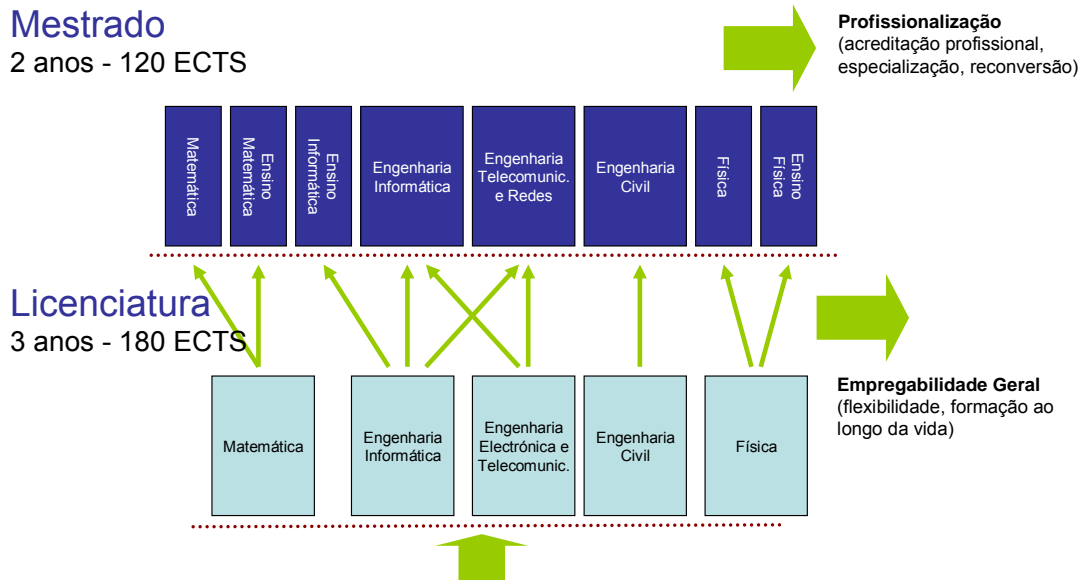 Mestrado
2 anos - 120 ECTS
Profissionalização
(acreditação profissional,
especialização, reconversão)
Matemática
Ensino
Matemática
Ensino
Informática
Engenharia
Informática
Engenharia
Telecomunic.
e Redes
Engenharia
Civil
Física
Ensino
Física
Licenciatura
3 anos - 180 ECTS
Empregabilidade Geral
(flexibilidade, formação ao
longo da vida)
Matemática
Engenharia
Informática
Engenharia
Electrónica e
Telecomunic.
Engenharia
Civil
Física